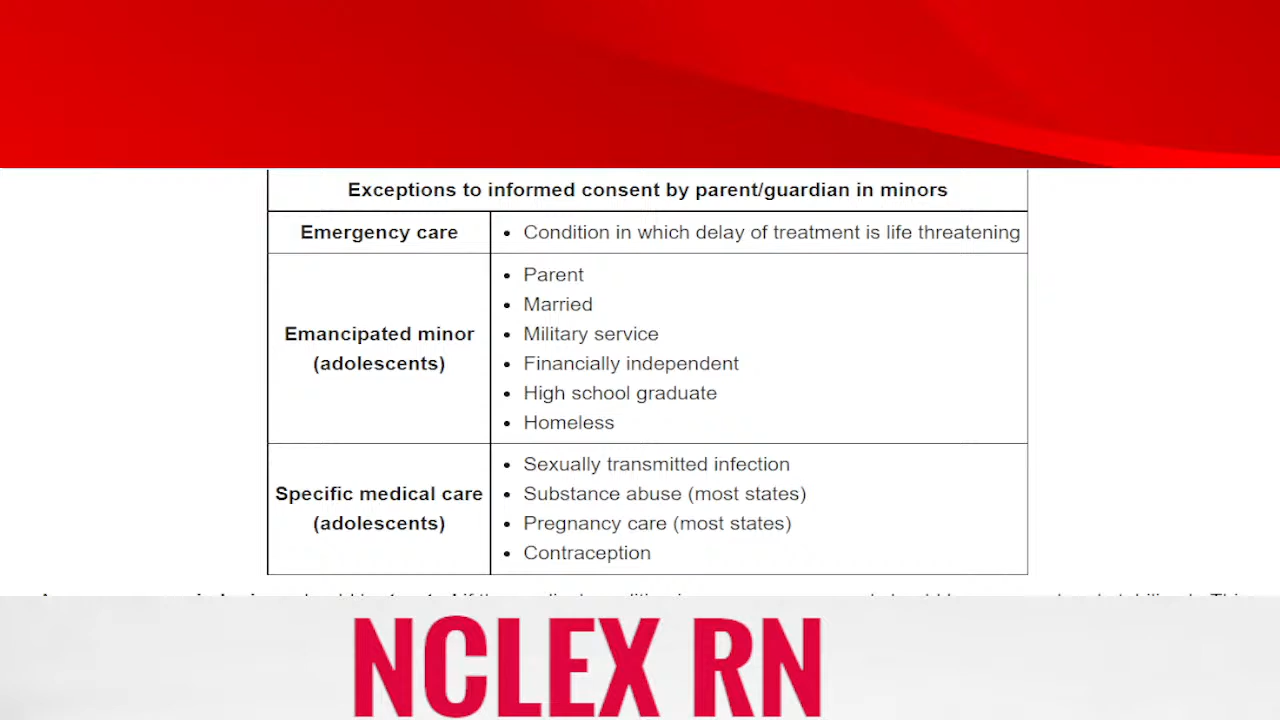 Exceptions to informed consent by parent/guardian in minors
Emergency care
• Condition in which delay of treatment is life threatening
Emancipated minor
(adolescents)
• Parent
• Married
• Military service
• Financially independent
• High school graduate
• Homeless
Specific medical care
(adolescents)
• Sexually transmitted infection
• Substance abuse (most states)
• Pregnancy care (most states)
• Contraception
NCLEX RN